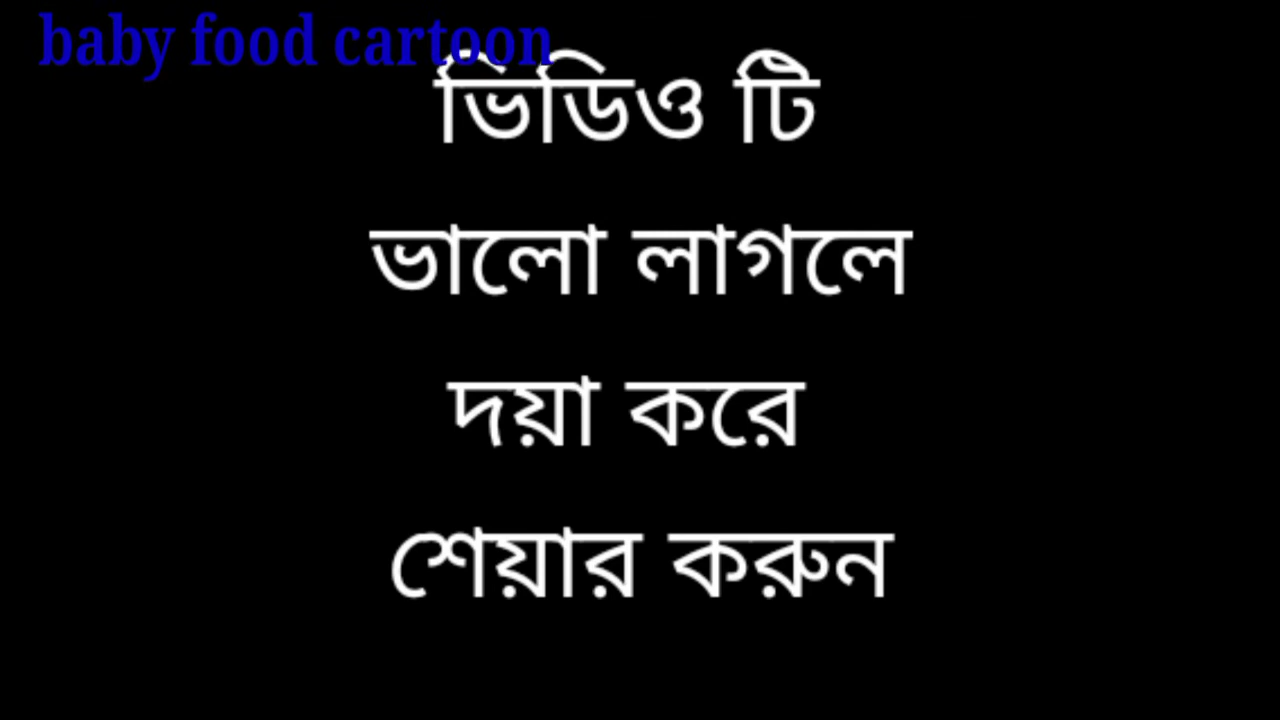 baby food cartoon
ভিডিও টি
ভালো লাগলে
দয়া করে
শেয়ার করুন